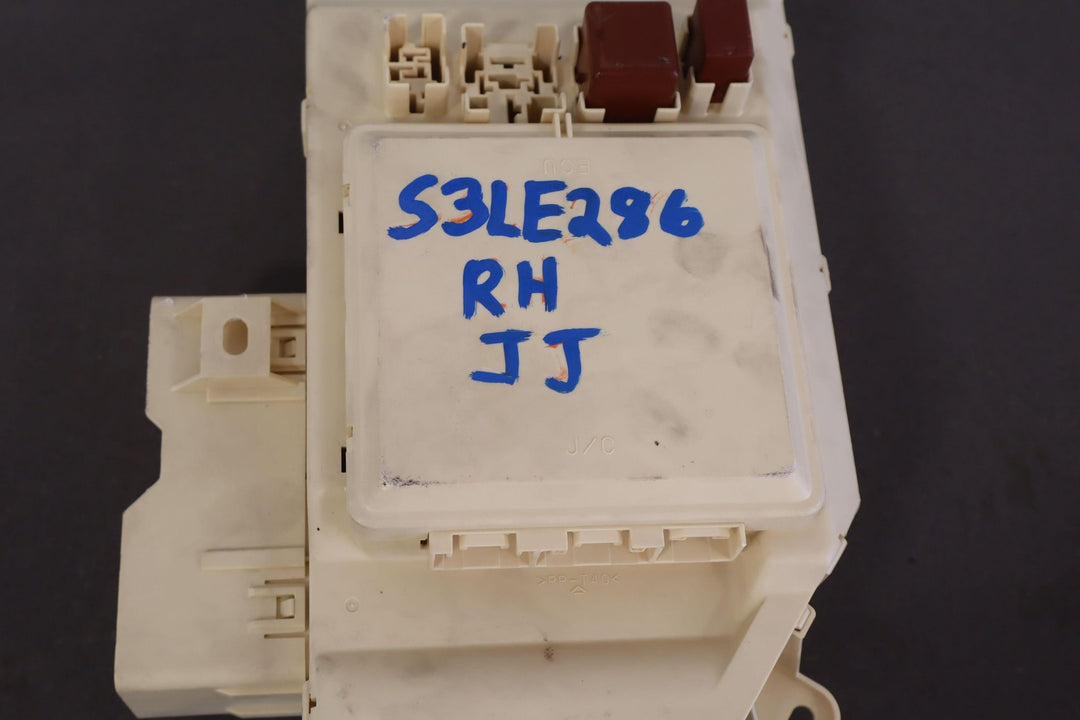 ECU
S3LE286
RH
JJ
J/C
>PP-T40<